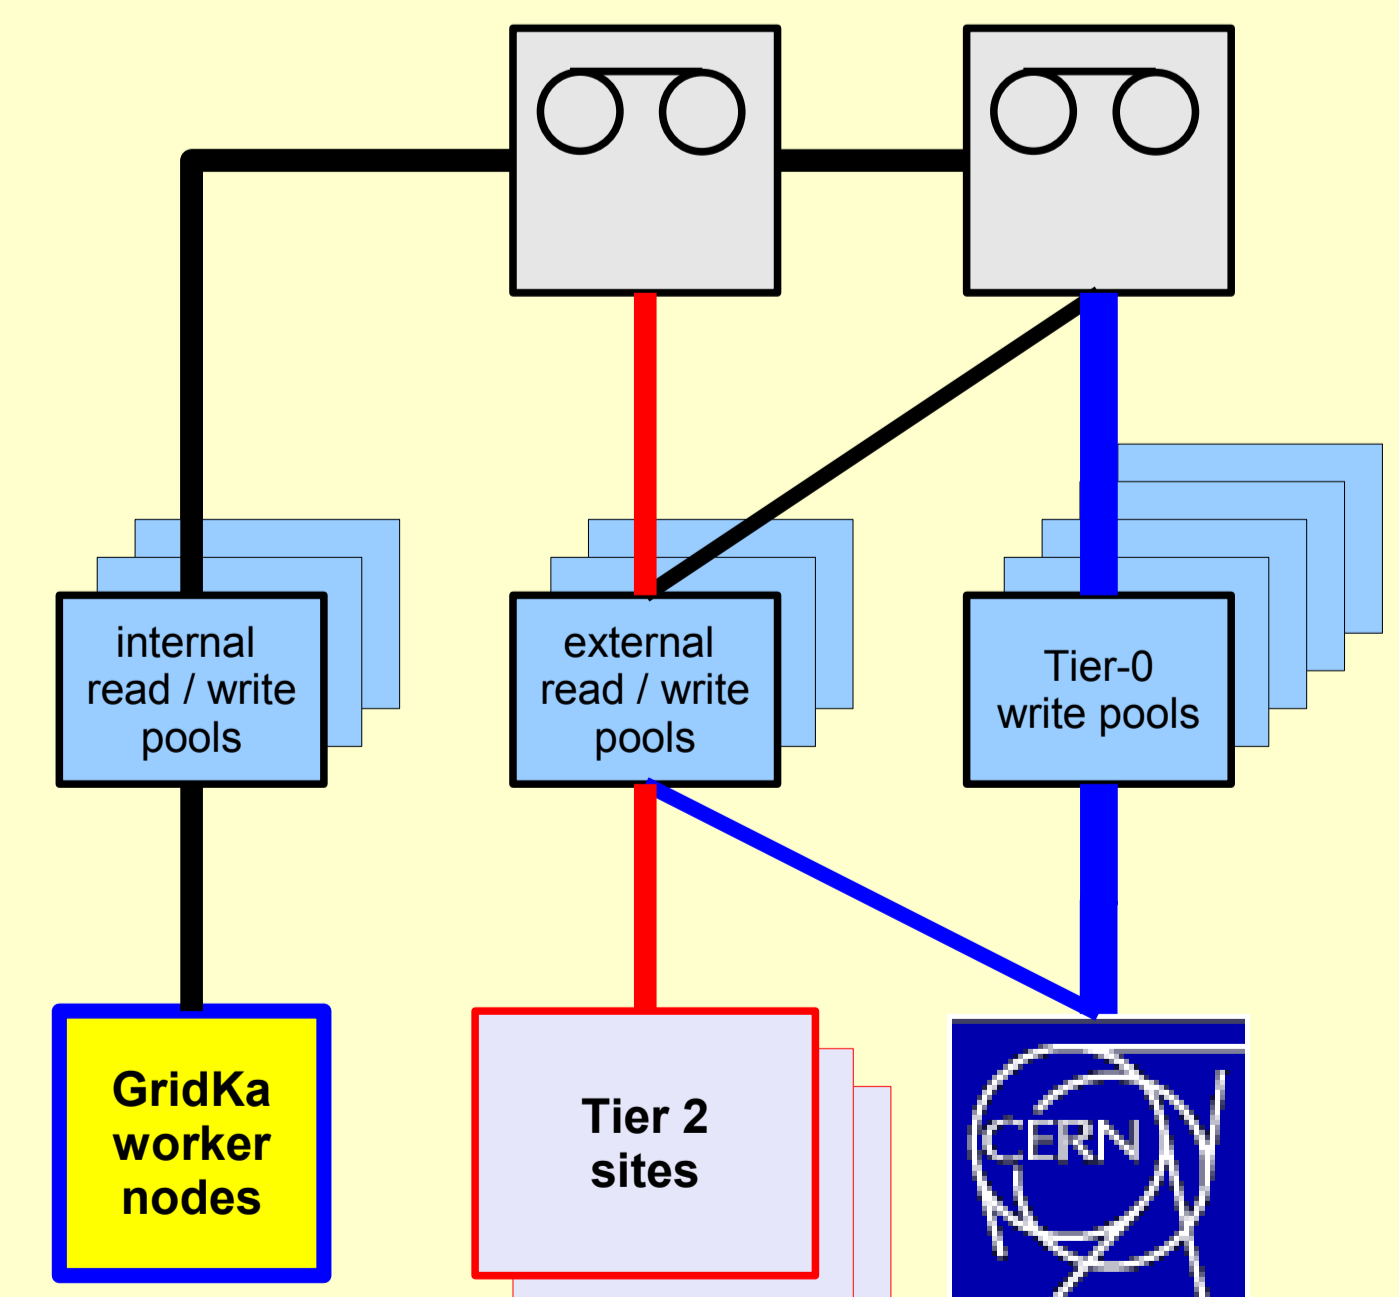 internal
read / write
pools
external
read / write
pools
Tier-0
write pools
GridKa
worker
nodes
Tier 2
sites
CERN